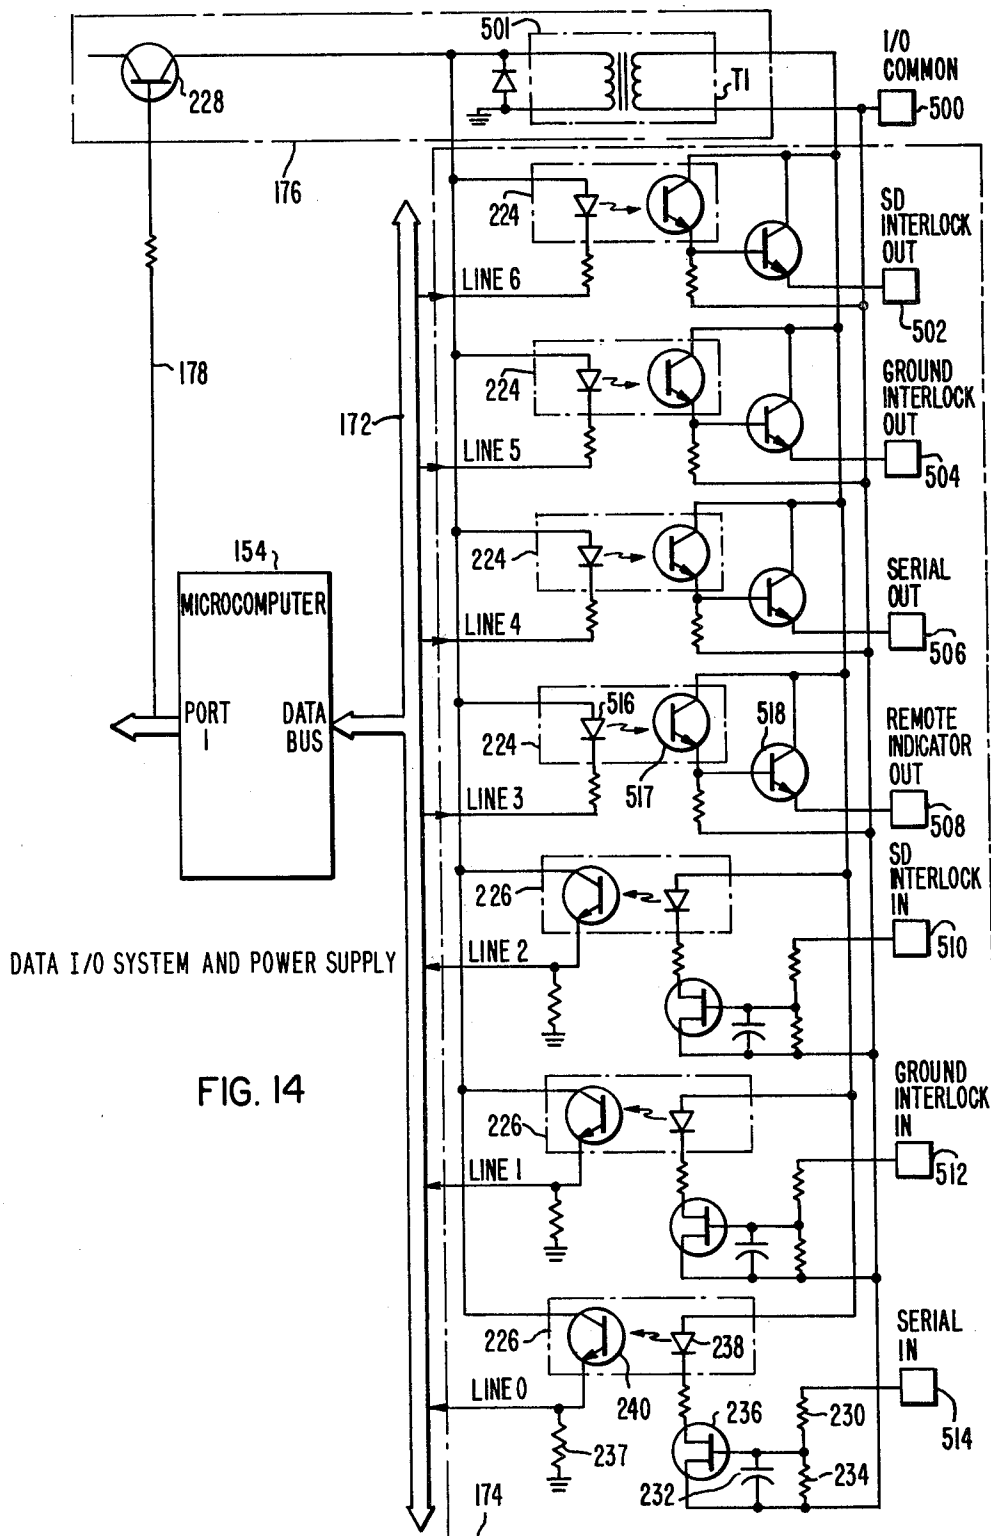 501
I/O
COMMON
228
T1
500
176
224
SD
INTERLOCK
OUT
LINE 6
502
178
224
GROUND
INTERLOCK
OUT
172
LINE 5
504
154
224
SERIAL
OUT
MICROCOMPUTER
LINE 4
506
516
518
PORT
1
DATA
BUS
224
REMOTE
INDICATOR
OUT
517
LINE 3
508
226
SD
INTERLOCK
IN
DATA I/O SYSTEM AND POWER SUPPLY
LINE 2
510
FIG. 14
226
GROUND
INTERLOCK
IN
LINE 1
512
226
238
SERIAL
IN
LINE 0
240
236
230
514
237
232
234
174